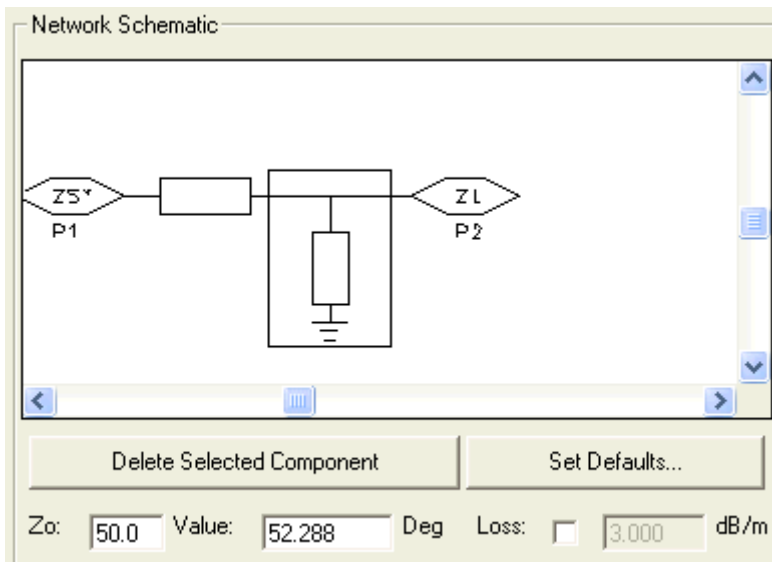 Network Schematic
ZS* ZL
P1 P2
Delete Selected Component Set Defaults...
Zo: 50.0 Value: 52.288 Deg Loss: 3.000 dB/m